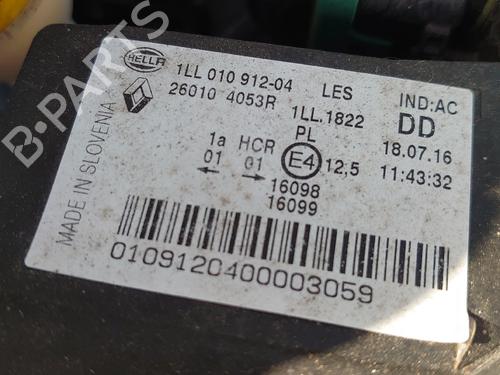 HELLA
1LL 010 912-04 LES IND:AC
26010 4053R 1LL.1822 DD
PL 18.07.16
1a HCR E4 12,5 11:43:32
01 01
16098
16099
MADE IN SLOVENIA
0109120400003059
B-PARTS